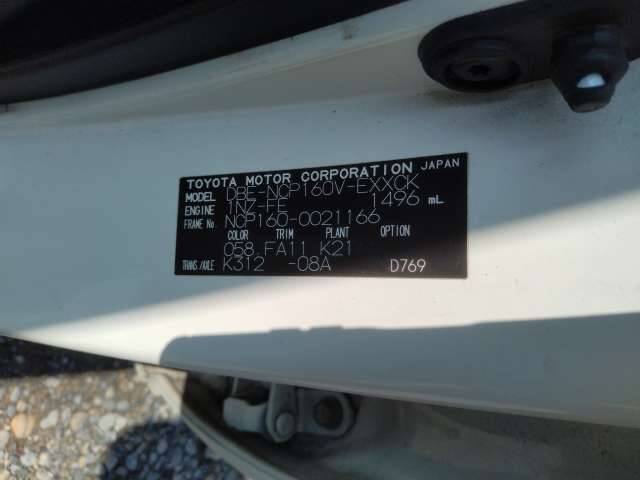 TOYOTA MOTOR CORPORATION JAPAN
MODEL DBE-NCP160V-EXXCK
ENGINE 1NZ-FE 1496 mL
FRAME No. NCP160-0021166
COLOR TRIM PLANT OPTION
058 FA11 K21
TRANS/AXLE K312 -08A D769